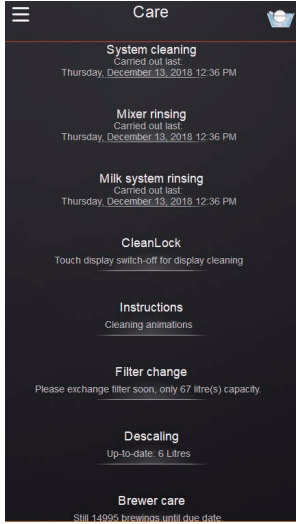 Care
System cleaning
Carried out last:
Thursday, December 13, 2018 12:36 PM
Mixer rinsing
Carried out last:
Thursday, December 13, 2018 12:36 PM
Milk system rinsing
Carried out last:
Thursday, December 13, 2018 12:36 PM
CleanLock
Touch display switch-off for display cleaning
Instructions
Cleaning animations
Filter change
Please exchange filter soon, only 67 litre(s) capacity.
Descaling
Up-to-date: 6 Litres
Brewer care
Still 14995 brewings until due date.